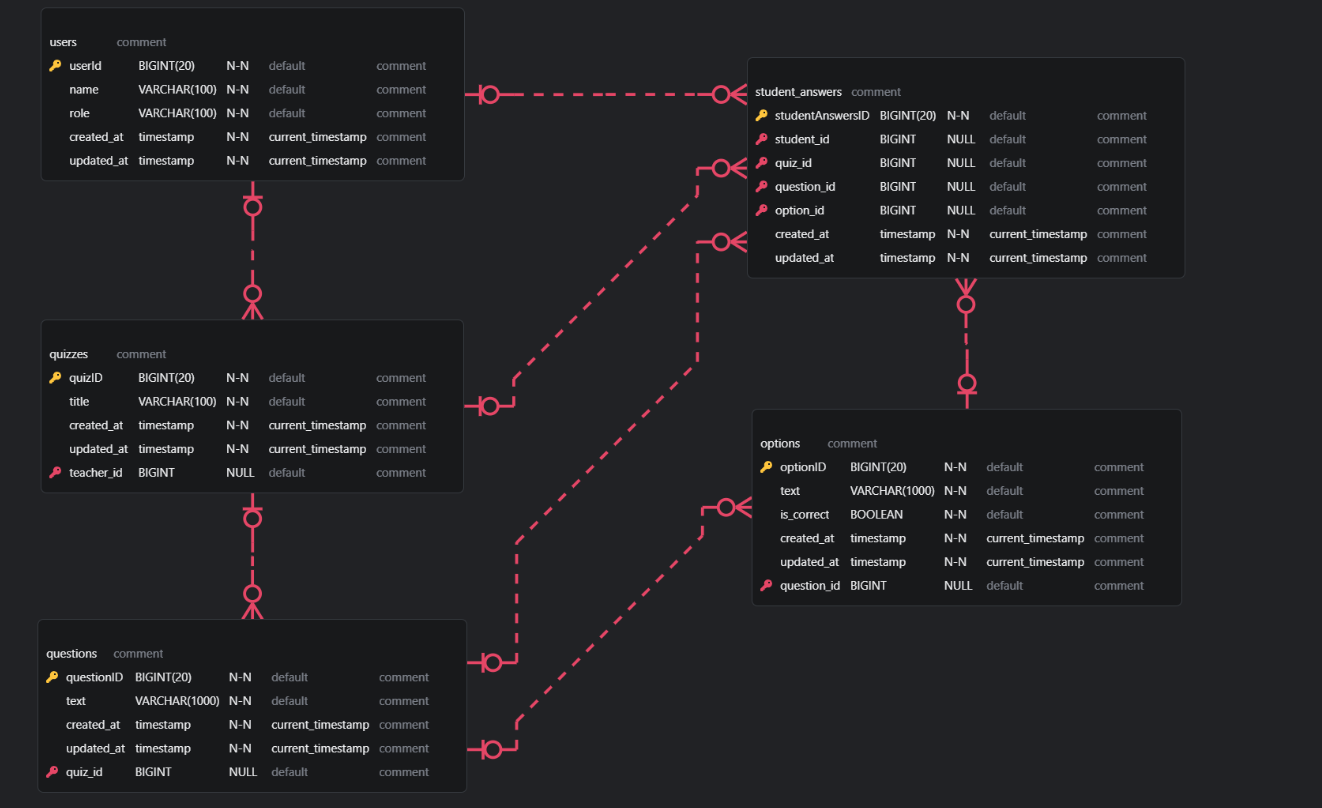 users comment
userId BIGINT(20) N-N default comment
name VARCHAR(100) N-N default comment
role VARCHAR(100) N-N default comment
created_at timestamp N-N current_timestamp comment
updated_at timestamp N-N current_timestamp comment
student_answers comment
studentAnwsersID BIGINT(20) N-N default comment
student_id BIGINT NULL default comment
quiz_id BIGINT NULL default comment
question_id BIGINT NULL default comment
option_id BIGINT NULL default comment
created_at timestamp N-N current_timestamp comment
updated_at timestamp N-N current_timestamp comment
quizzes comment
quizID BIGINT(20) N-N default comment
title VARCHAR(100) N-N default comment
created_at timestamp N-N current_timestamp comment
updated_at timestamp N-N current_timestamp comment
teacher_id BIGINT NULL default comment
options comment
optionID BIGINT(20) N-N default comment
text VARCHAR(1000) N-N default comment
is_correct BOOLEAN N-N default comment
created_at timestamp N-N current_timestamp comment
updated_at timestamp N-N current_timestamp comment
question_id BIGINT NULL default comment
questions comment
questionID BIGINT(20) N-N default comment
text VARCHAR(1000) N-N default comment
created_at timestamp N-N current_timestamp comment
updated_at timestamp N-N current_timestamp comment
quiz_id BIGINT NULL default comment